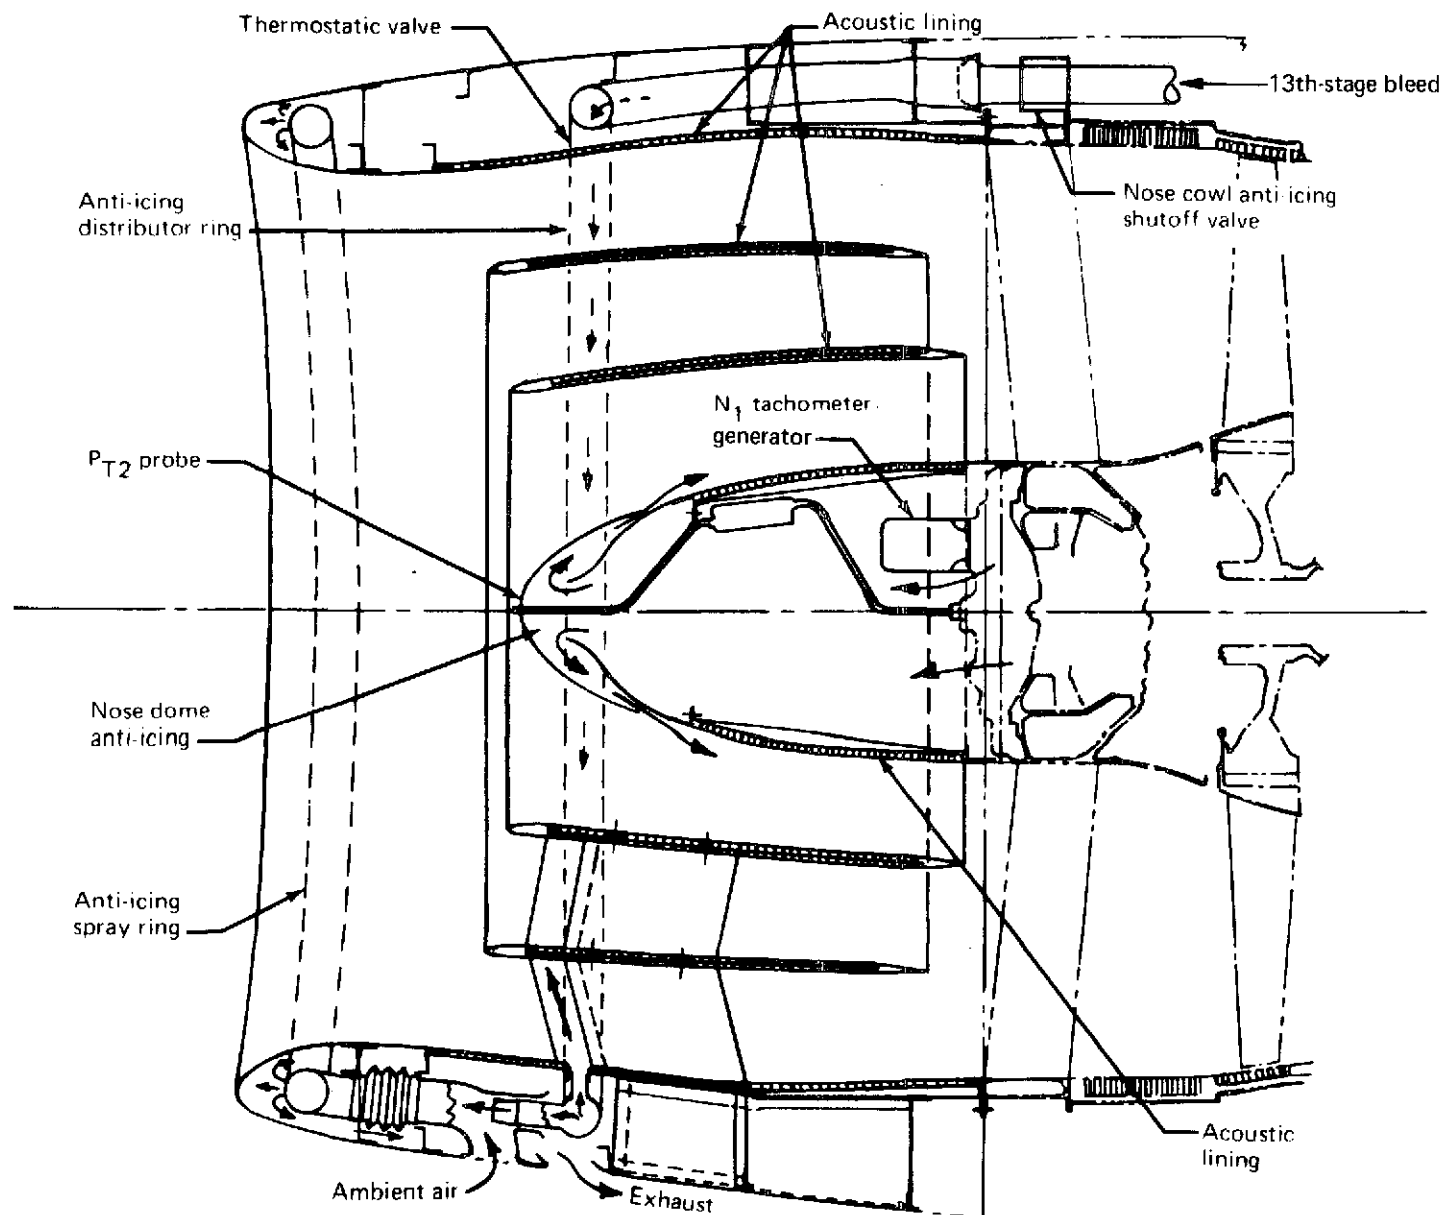 Thermostatic valve
Acoustic lining
13th-stage bleed
Anti-icing
distributor ring
Nose cowl anti-icing
shutoff valve
N1 tachometer
generator
PT2 probe
Nose dome
anti-icing
Anti-icing
spray ring
Acoustic
lining
Ambient air
Exhaust